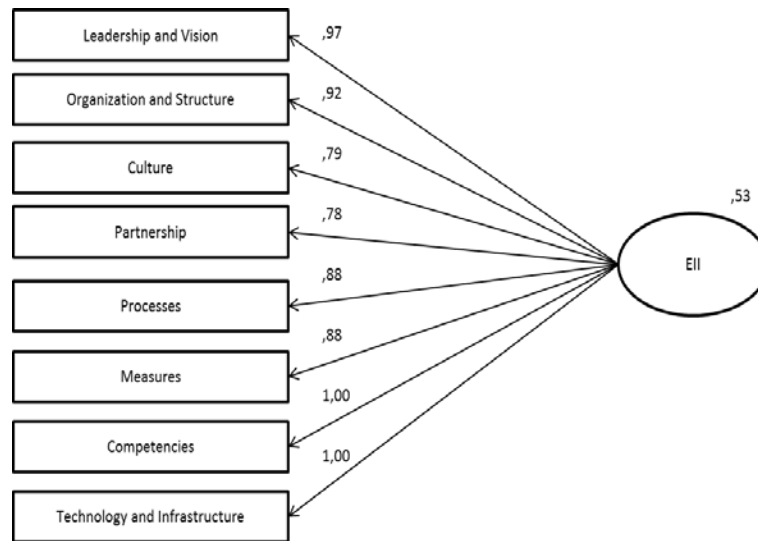 Leadership and Vision
,97
Organization and Structure
,92
Culture
,79
Partnership
,78
Processes
,88
Measures
,88
Competencies
1,00
Technology and Infrastructure
1,00
,53
EII